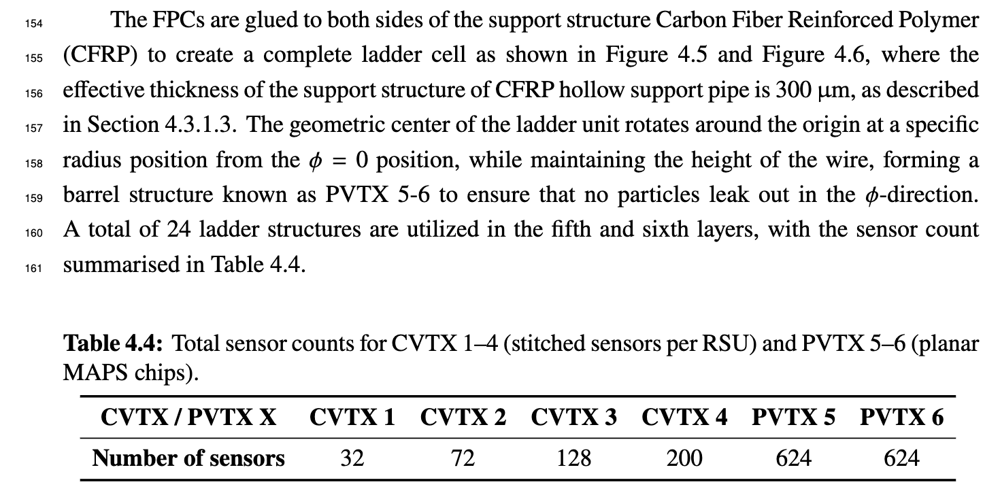 154 The FPCs are glued to both sides of the support structure Carbon Fiber Reinforced Polymer
155 (CFRP) to create a complete ladder cell as shown in Figure 4.5 and Figure 4.6, where the
156 effective thickness of the support structure of CFRP hollow support pipe is 300 μm, as described
157 in Section 4.3.1.3. The geometric center of the ladder unit rotates around the origin at a specific
158 radius position from the ϕ = 0 position, while maintaining the height of the wire, forming a
159 barrel structure known as PVTX 5-6 to ensure that no particles leak out in the ϕ-direction.
160 A total of 24 ladder structures are utilized in the fifth and sixth layers, with the sensor count
161 summarised in Table 4.4.
Table 4.4: Total sensor counts for CVTX 1–4 (stitched sensors per RSU) and PVTX 5–6 (planar
MAPS chips).
CVTX / PVTX X CVTX 1 CVTX 2 CVTX 3 CVTX 4 PVTX 5 PVTX 6
Number of sensors 32 72 128 200 624 624